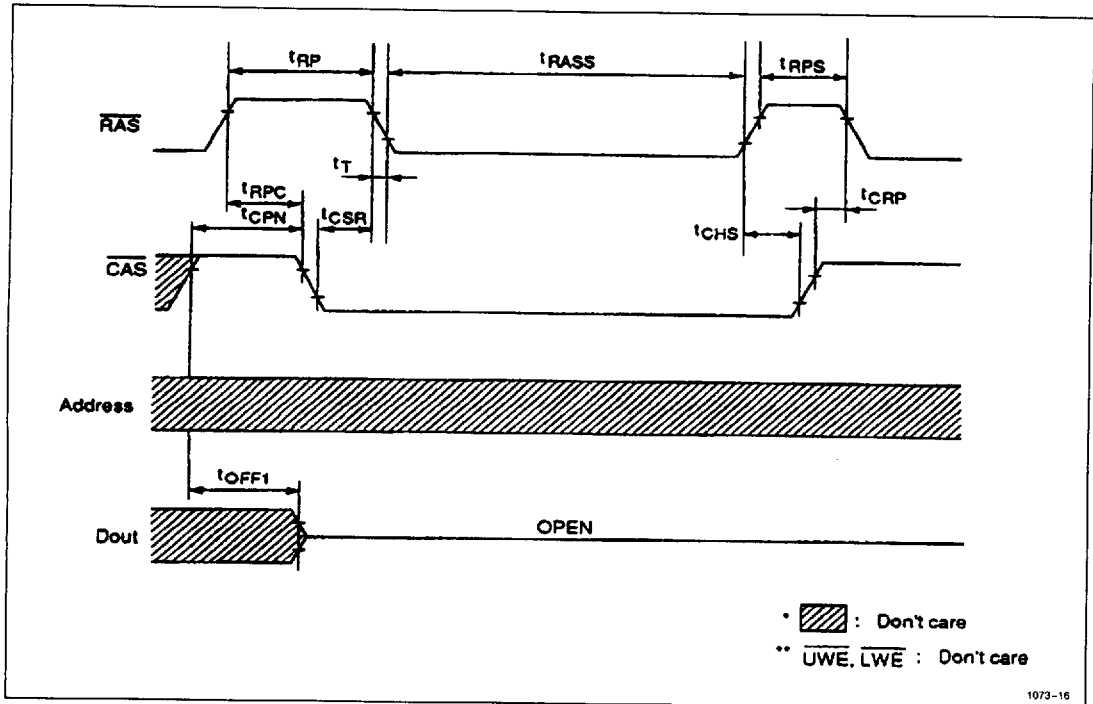 tRP
tRASS
tRPS
RAS
tT
tRPC
tCPN
tCSR
tCRP
tCHS
CAS
Address
tOFF1
Dout
OPEN
* : Don't care
** UWE, LWE : Don't care
1073-16